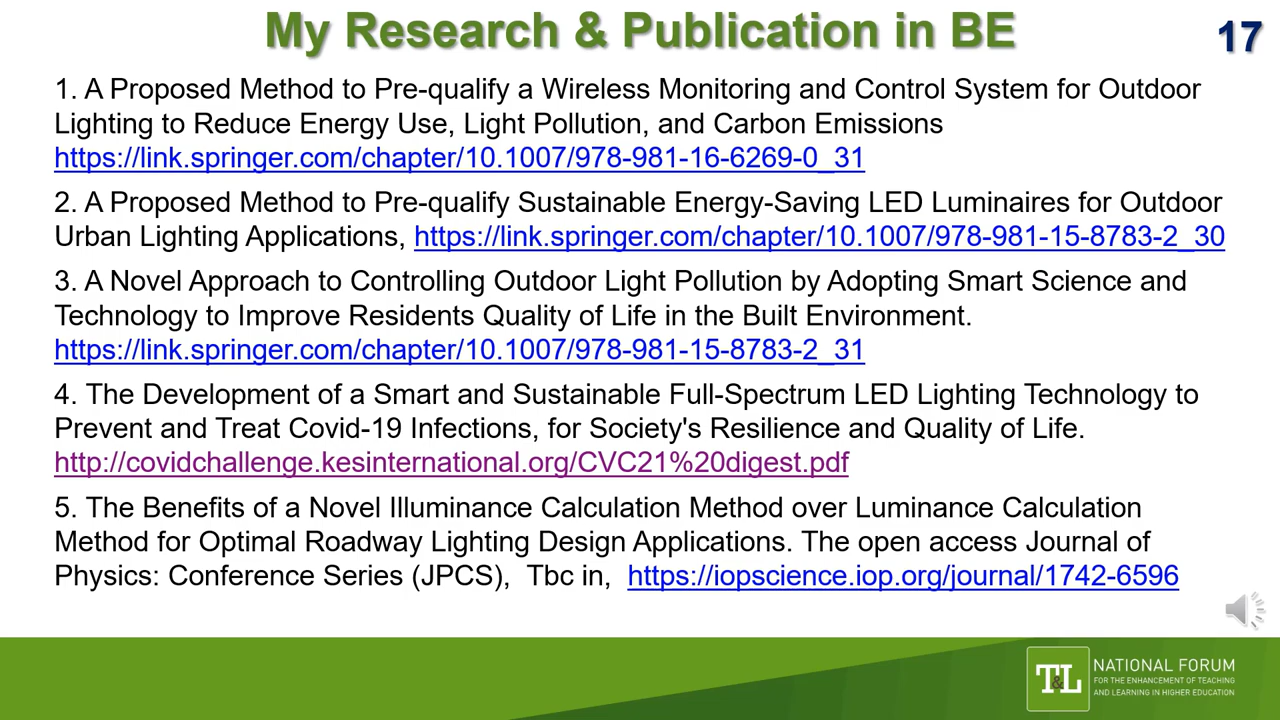 My Research & Publication in BE
17
1. A Proposed Method to Pre-qualify a Wireless Monitoring and Control System for Outdoor
Lighting to Reduce Energy Use, Light Pollution, and Carbon Emissions
https://link.springer.com/chapter/10.1007/978-981-16-6269-0_31
2. A Proposed Method to Pre-qualify Sustainable Energy-Saving LED Luminaires for Outdoor
Urban Lighting Applications, https://link.springer.com/chapter/10.1007/978-981-15-8783-2_30
3. A Novel Approach to Controlling Outdoor Light Pollution by Adopting Smart Science and
Technology to Improve Residents Quality of Life in the Built Environment.
https://link.springer.com/chapter/10.1007/978-981-15-8783-2_31
4. The Development of a Smart and Sustainable Full-Spectrum LED Lighting Technology to
Prevent and Treat Covid-19 Infections, for Society's Resilience and Quality of Life.
http://covidchallenge.kesinternational.org/CVC21%20digest.pdf
5. The Benefits of a Novel Illuminance Calculation Method over Luminance Calculation
Method for Optimal Roadway Lighting Design Applications. The open access Journal of
Physics: Conference Series (JPCS), Tbc in, https://iopscience.iop.org/journal/1742-6596
T&L
NATIONAL FORUM
FOR THE ENHANCEMENT OF TEACHING
AND LEARNING IN HIGHER EDUCATION